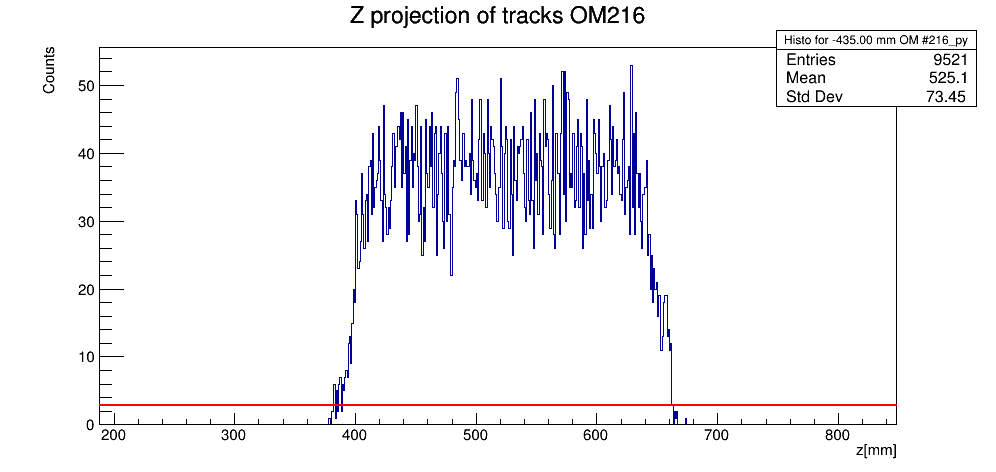 Z projection of tracks OM216
Histo for -435.00 mm OM #216_py
Entries 9521
Mean 525.1
Std Dev 73.45
Counts
50
40
30
20
10
0
200 300 400 500 600 700 800
z[mm]